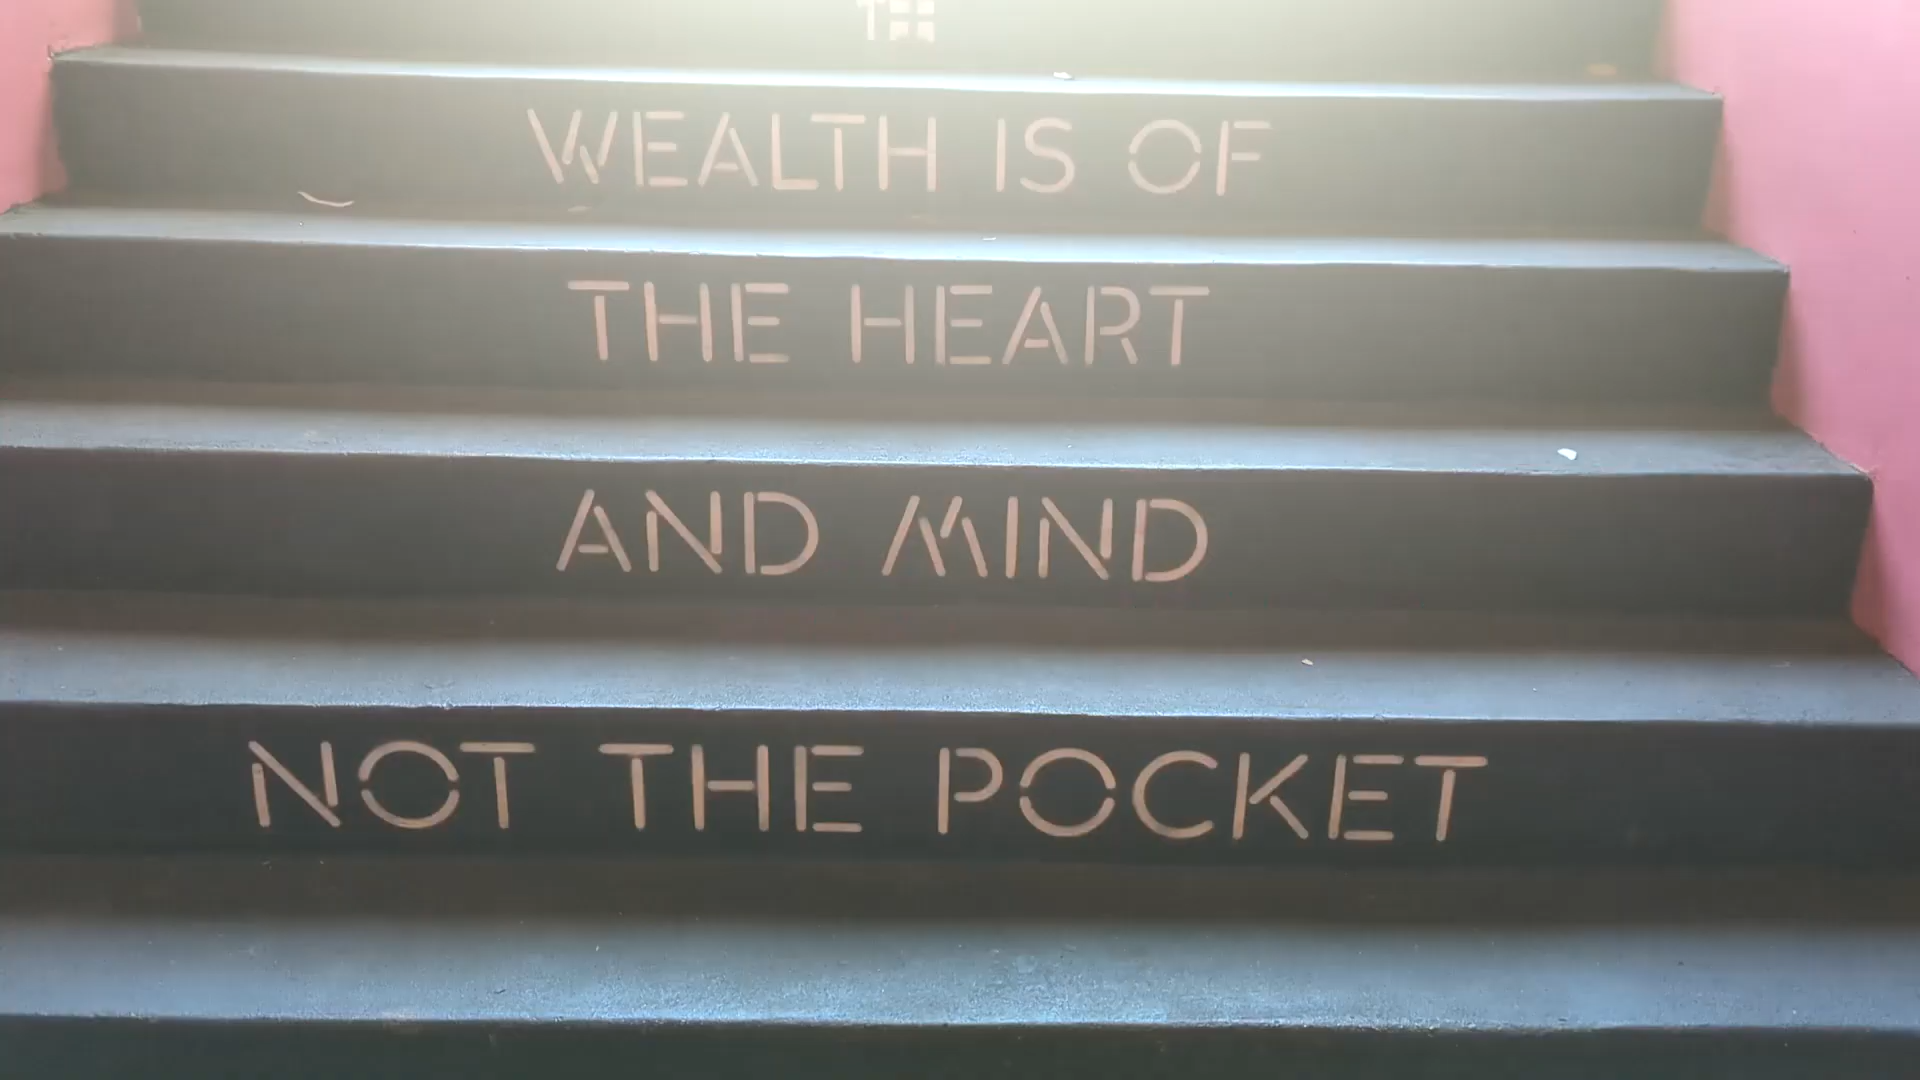 WEALTH IS OF
THE HEART
AND MIND
NOT THE POCKET